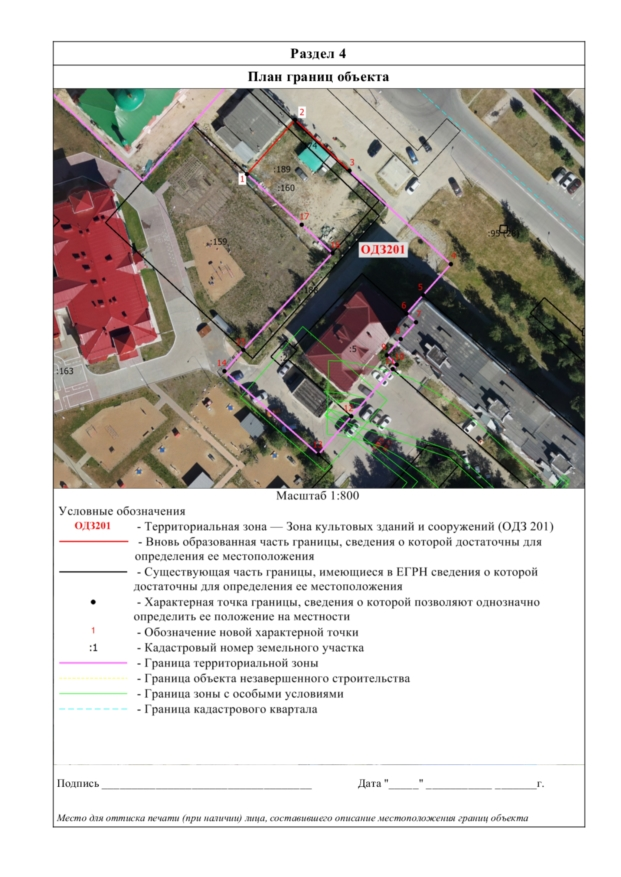 Раздел 4
План границ объекта
2
74
3
:189
1
:160
17
:159
ОДЗ201
:99
5
6
:5
14
:163
Масштаб 1:800
Условные обозначения
ОДЗ201 - Территориальная зона — Зона культовых зданий и сооружений (ОДЗ 201)
- Вновь образованная часть границы, сведения о которой достаточны для
определения ее местоположения
- Существующая часть границы, имеющиеся в ЕГРН сведения о которой
достаточны для определения ее местоположения
- Характерная точка границы, сведения о которой позволяют однозначно
определить ее положение на местности
1 - Обозначение новой характерной точки
:1 - Кадастровый номер земельного участка
- Граница территориальной зоны
- Граница объекта незавершенного строительства
- Граница зоны с особыми условиями
- Граница кадастрового квартала
Подпись ___________________________________ Дата "_____" ___________ _______г.
Место для оттиска печати (при наличии) лица, составившего описание местоположения границ объекта